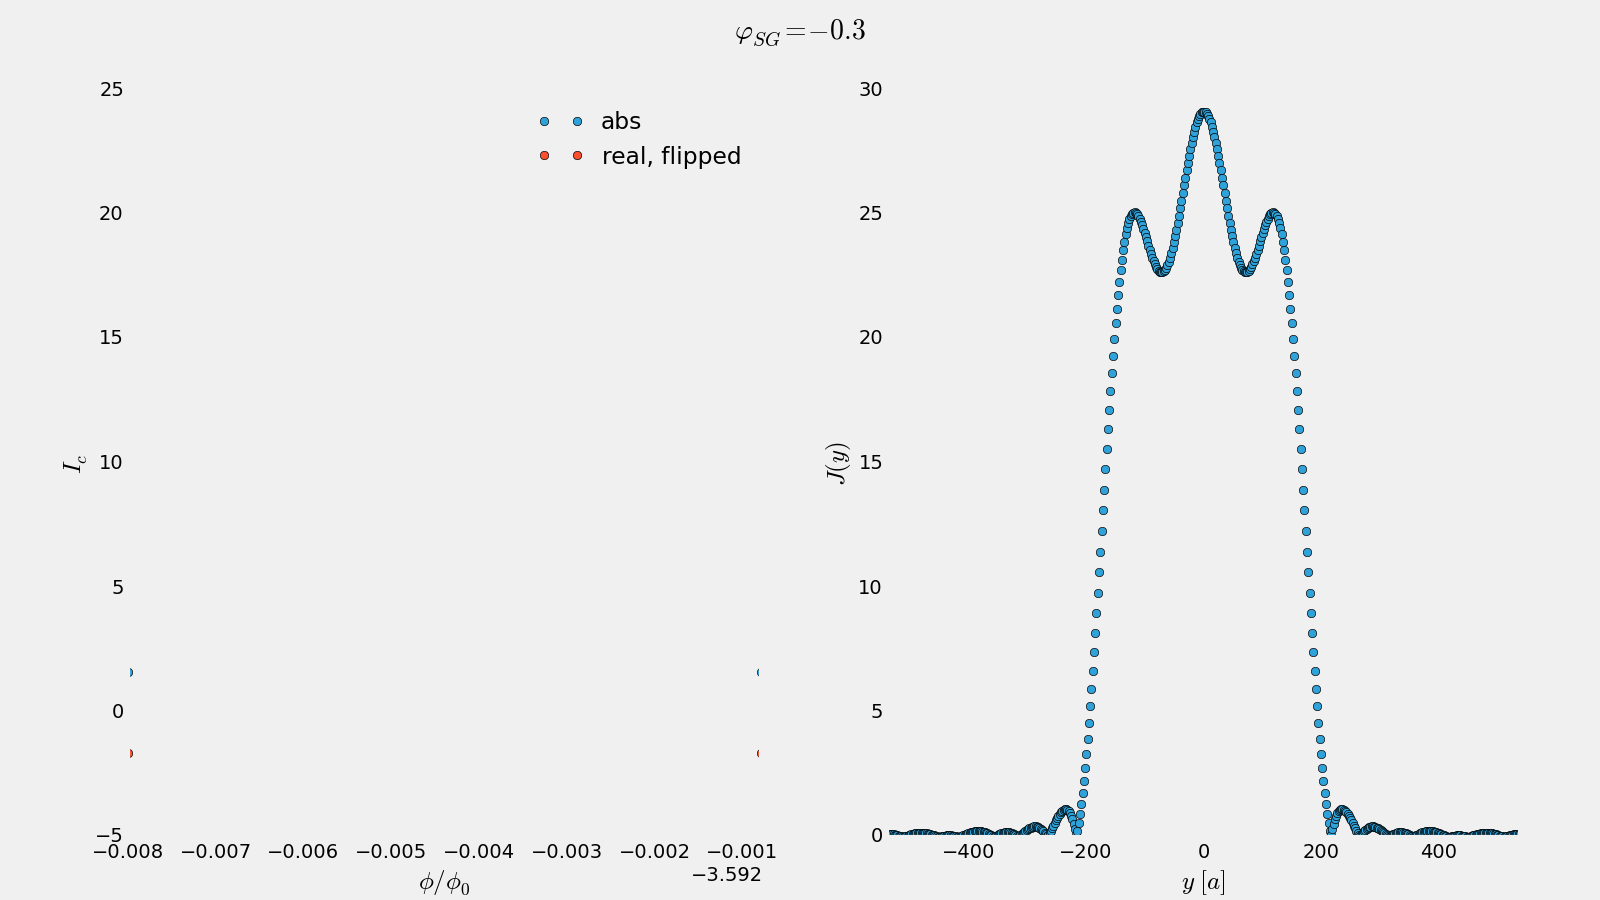 φ_SG = −0.3
25
20
15
10
5
0
−5
I_c
abs
real, flipped
−0.008 −0.007 −0.006 −0.005 −0.004 −0.003 −0.002 −0.001
−3.592
ϕ/ϕ_0
30
25
20
15
10
5
0
J(y)
−400 −200 0 200 400
y [a]